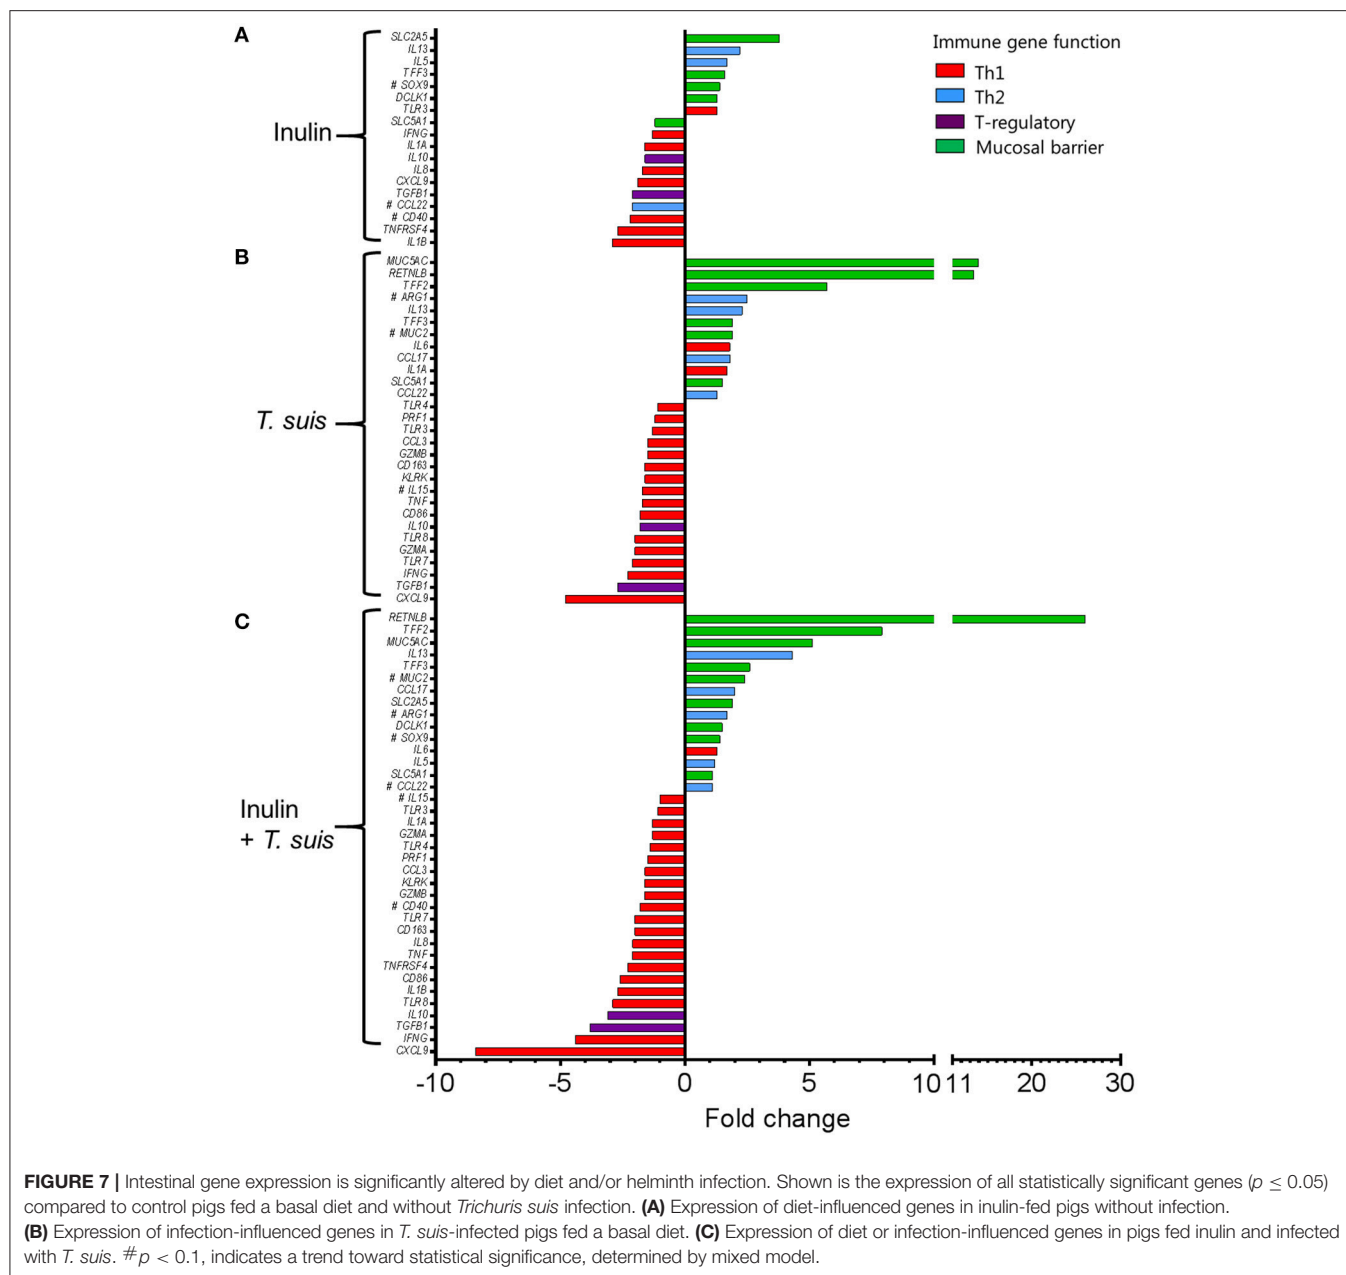 A
SLC2A5
IL13
IL5
TFF3
# SOX9
DCLK1
TLR3
SLC5A1
IFNG
IL1A
IL10
IL8
CXCL9
TGFB1
# CCL22
# CD40
TNFRSF4
IL1B
Inulin
Immune gene function
Th1
Th2
T-regulatory
Mucosal barrier
B
MUC5AC
RETNLB
TFF2
# ARG1
IL13
TFF3
# MUC2
IL6
CCL17
IL1A
SLC5A1
CCL22
TLR4
PRF1
TLR3
CCL3
GZMB
CD163
KLRK
# IL15
TNF
CD86
IL10
TLR8
GZMA
TLR7
IFNG
TGFB1
CXCL9
T. suis
C
RETNLB
TFF2
MUC5AC
IL13
TFF3
# MUC2
CCL17
SLC2A5
# ARG1
DCLK1
# SOX9
IL6
IL5
SLC5A1
# CCL22
# IL15
TLR3
IL1A
GZMA
TLR4
PRF1
CCL3
KLRK
GZMB
# CD40
TLR7
CD163
IL8
TNF
TNFRSF4
CD86
IL1B
TLR8
IL10
TGFB1
IFNG
CXCL9
Inulin
+ T. suis
-10 -5 0 5 10 11 20 30
Fold change
FIGURE 7 | Intestinal gene expression is significantly altered by diet and/or helminth infection. Shown is the expression of all statistically significant genes (p ≤ 0.05)
compared to control pigs fed a basal diet and without Trichuris suis infection. (A) Expression of diet-influenced genes in inulin-fed pigs without infection.
(B) Expression of infection-influenced genes in T. suis-infected pigs fed a basal diet. (C) Expression of diet or infection-influenced genes in pigs fed inulin and infected
with T. suis. #p < 0.1, indicates a trend toward statistical significance, determined by mixed model.